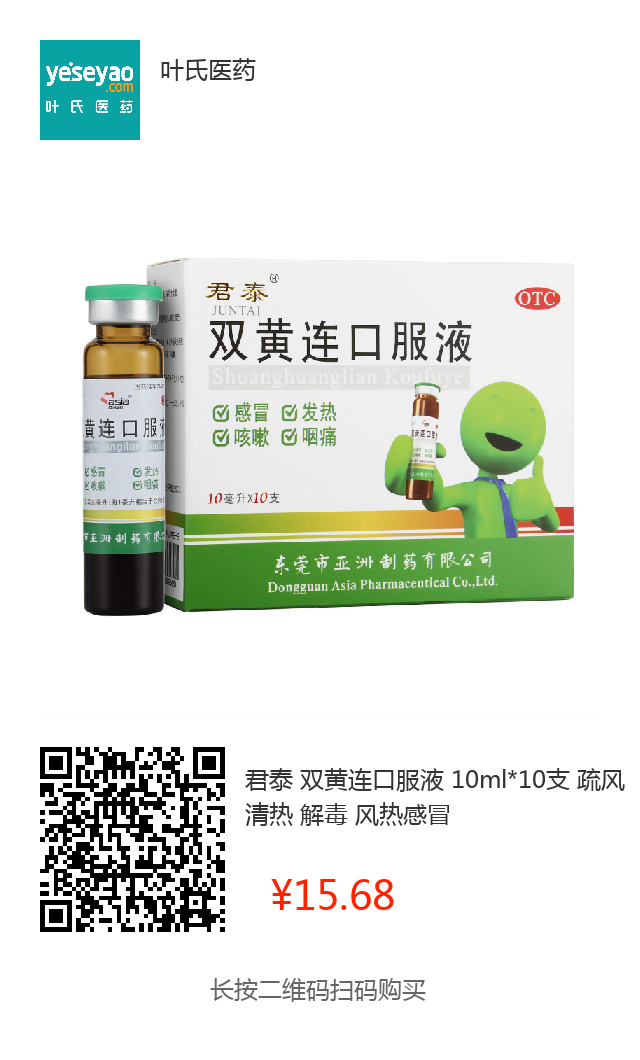 yeseyao
.com
叶氏医药
叶氏医药
君泰®
JUNTAI
OTC
双黄连口服液
Shuanghuanglian Koufuye
感冒 发热
咳嗽 咽痛
10毫升X10支
东莞市亚洲制药有限公司
Dongguan Asia Pharmaceutical Co.,Ltd.
asia
黄连口服液
感冒 发热
咳嗽 咽痛
君泰 双黄连口服液 10ml*10支 疏风
清热 解毒 风热感冒
¥15.68
长按二维码扫码购买